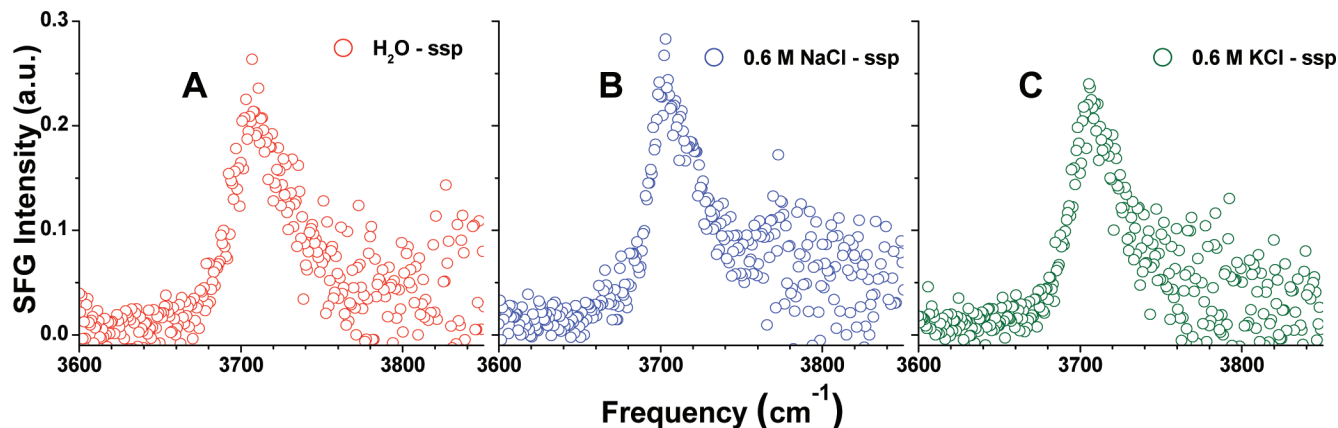 SFG Intensity (a.u.)
0.3
0.2
0.1
0.0
A
H₂O - ssp
3600
3700
3800
B
0.6 M NaCl - ssp
3600
3700
3800
C
0.6 M KCl - ssp
3600
3700
3800
Frequency (cm⁻¹)